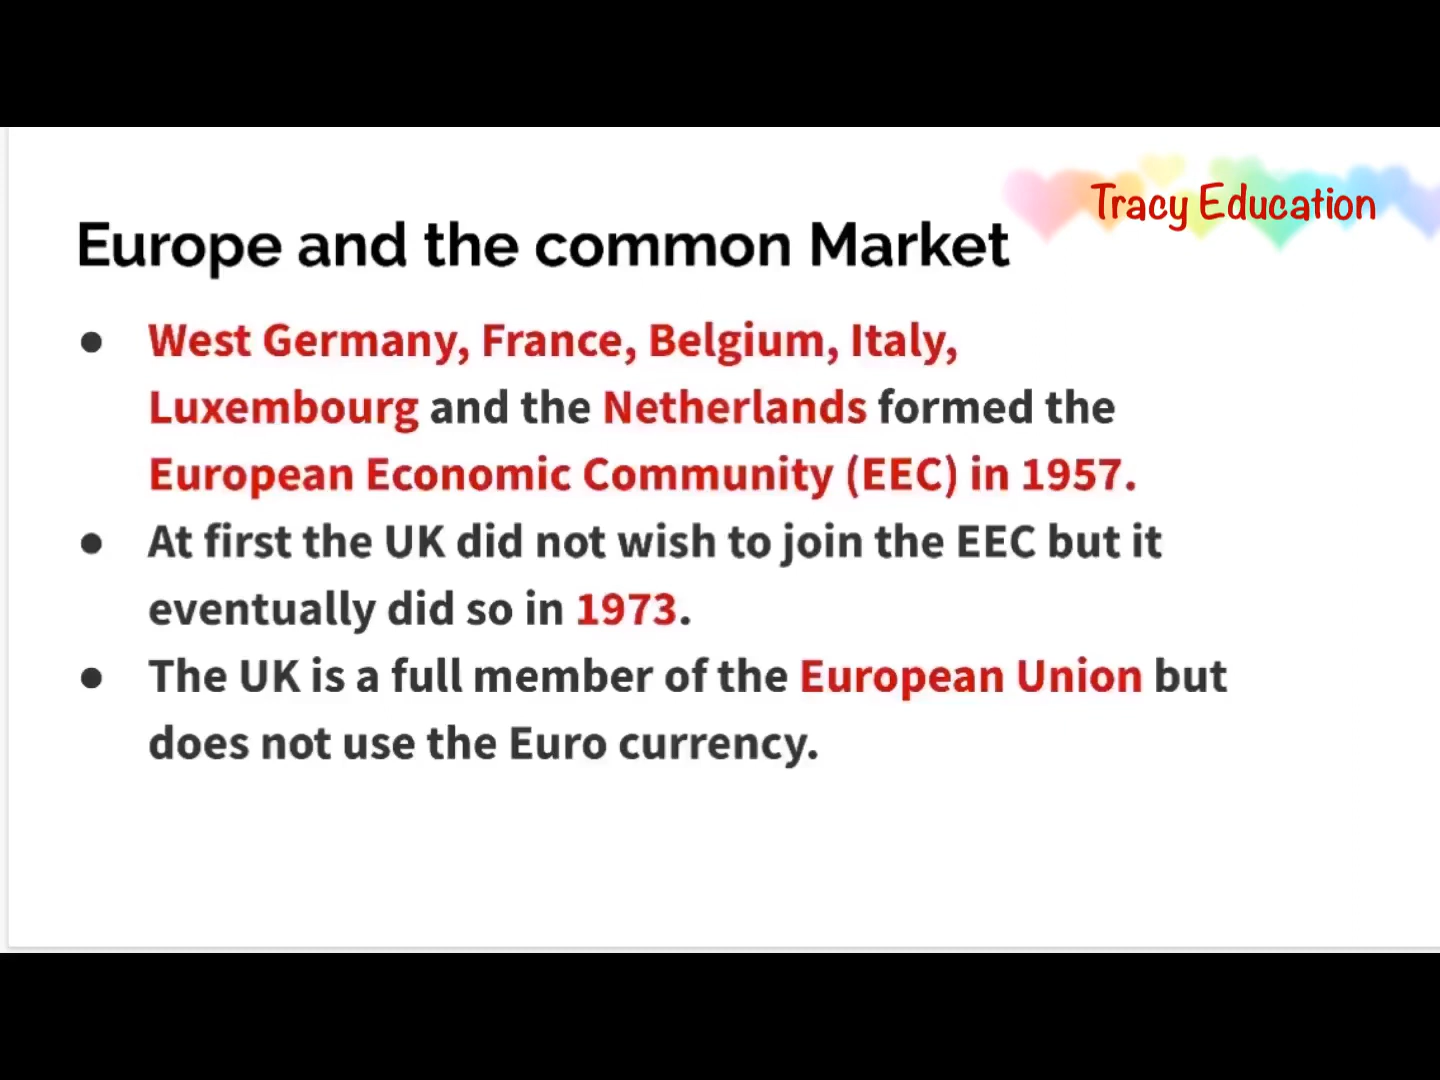 Tracy Education
Europe and the common Market
● West Germany, France, Belgium, Italy,
Luxembourg and the Netherlands formed the
European Economic Community (EEC) in 1957.
● At first the UK did not wish to join the EEC but it
eventually did so in 1973.
● The UK is a full member of the European Union but
does not use the Euro currency.